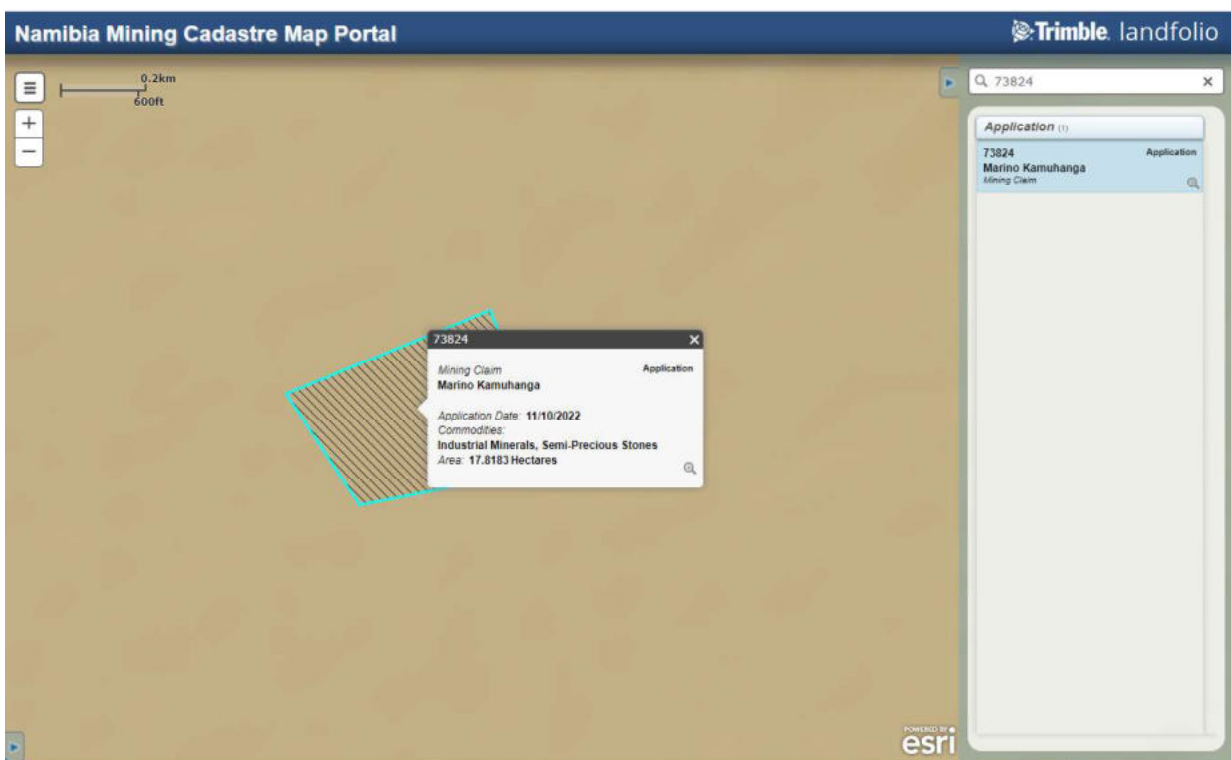 Namibia Mining Cadastre Map Portal
Trimble. landfolio
0.2km
600ft
73824
Application (1)
73824 Application
Marino Kamuhanga
Mining Claim
73824
Mining Claim Application
Marino Kamuhanga
Application Date: 11/10/2022
Commodities:
Industrial Minerals, Semi-Precious Stones
Area: 17.8183 Hectares
POWERED BY
esri